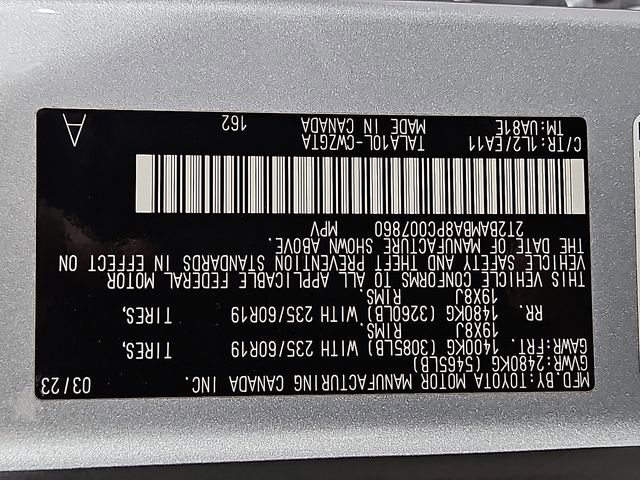 MFD.BY:TOYOTA MOTOR MANUFACTURING CANADA INC. 03/23
GVWR:2480KG (5465LB)
GAWR:FRT. 1400KG (3085LB) WITH 235/60R19 TIRES,
19X8J RIMS
RR. 1480KG (3260LB) WITH 235/60R19 TIRES,
19X8J RIMS
THIS VEHICLE CONFORMS TO ALL APPLICABLE FEDERAL MOTOR
VEHICLE SAFETY AND THEFT PREVENTION STANDARDS IN EFFECT ON
THE DATE OF MANUFACTURE SHOWN ABOVE.
2T2BAMBA8PC007860 MPV
C/TR:1L2/EA11 TALA10L-CWZGTA 162 A
TM:UA81E MADE IN CANADA